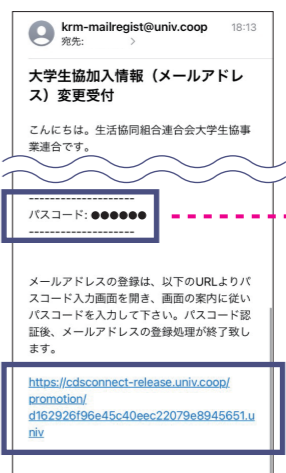 krm-mailregist@univ.coop 18:13
宛先: >
大学生協加入情報（メールアドレ
ス）変更受付
こんにちは。生活協同組合連合会大学生協事
業連合です。
--------------------
パスコード: ●●●●●●
--------------------
メールアドレスの登録は、以下のURLよりパ
スコード入力画面を開き、画面の案内に従い
パスコードを入力して下さい。パスコード認
証後、メールアドレスの登録処理が終了致し
ます。
https://cdsconnect-release.univ.coop/
promotion/
d162926f96e45c40eec22079e8945651.u
niv